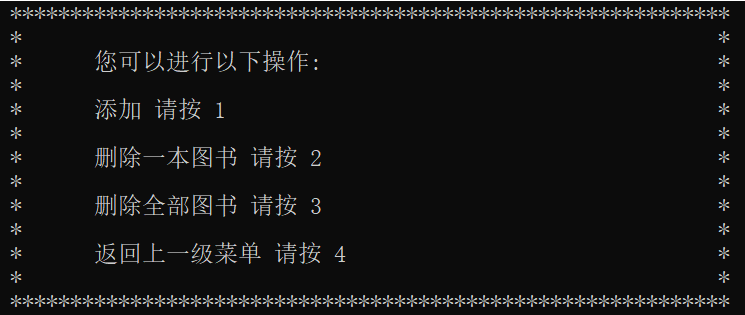 ************************************************************
*                                                          *
*      您可以进行以下操作:                                 *
*                                                          *
*      添加 请按 1                                         *
*                                                          *
*      删除一本图书 请按 2                                 *
*                                                          *
*      删除全部图书 请按 3                                 *
*                                                          *
*      返回上一级菜单 请按 4                               *
*                                                          *
************************************************************